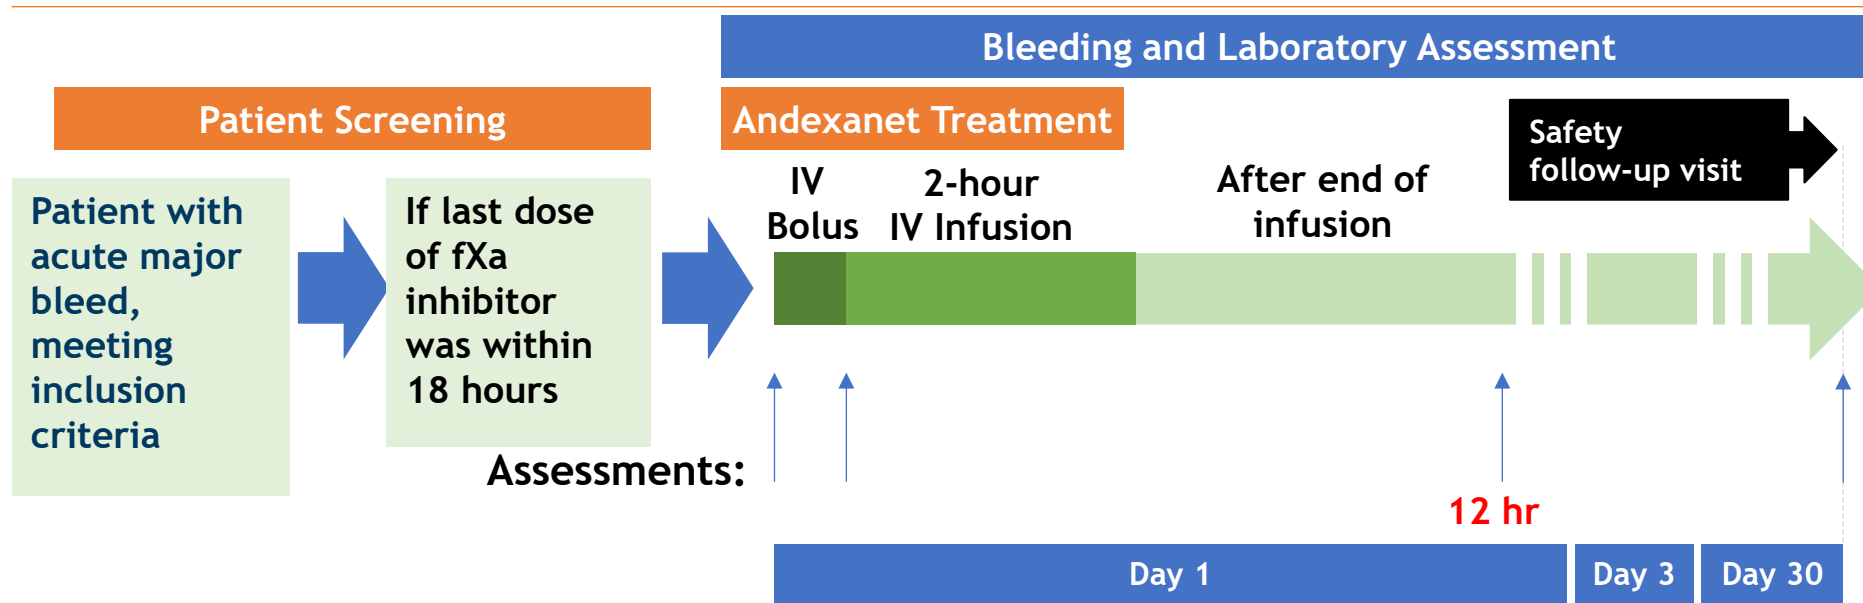 Bleeding and Laboratory Assessment
Patient Screening
Andexanet Treatment
Safety
follow-up visit
Patient with
acute major
bleed,
meeting
inclusion
criteria
If last dose
of fXa
inhibitor
was within
18 hours
IV
Bolus
2-hour
IV Infusion
After end of
infusion
Assessments:
12 hr
Day 1
Day 3
Day 30